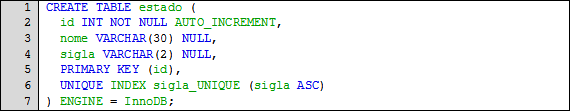 1 CREATE TABLE estado (
2 id INT NOT NULL AUTO_INCREMENT,
3 nome VARCHAR(30) NULL,
4 sigla VARCHAR(2) NULL,
5 PRIMARY KEY (id),
6 UNIQUE INDEX sigla_UNIQUE (sigla ASC)
7 ) ENGINE = InnoDB;